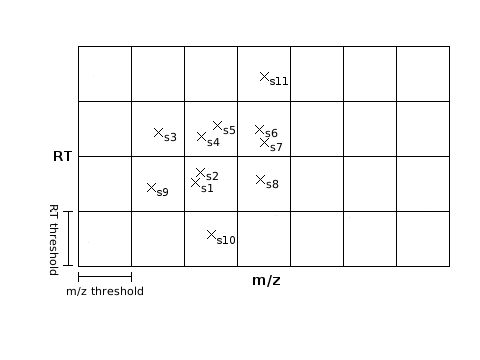 s11
s5
s6
s3
s4
s7
RT
s2
s8
s1
s9
RT threshold
s10
m/z
m/z threshold